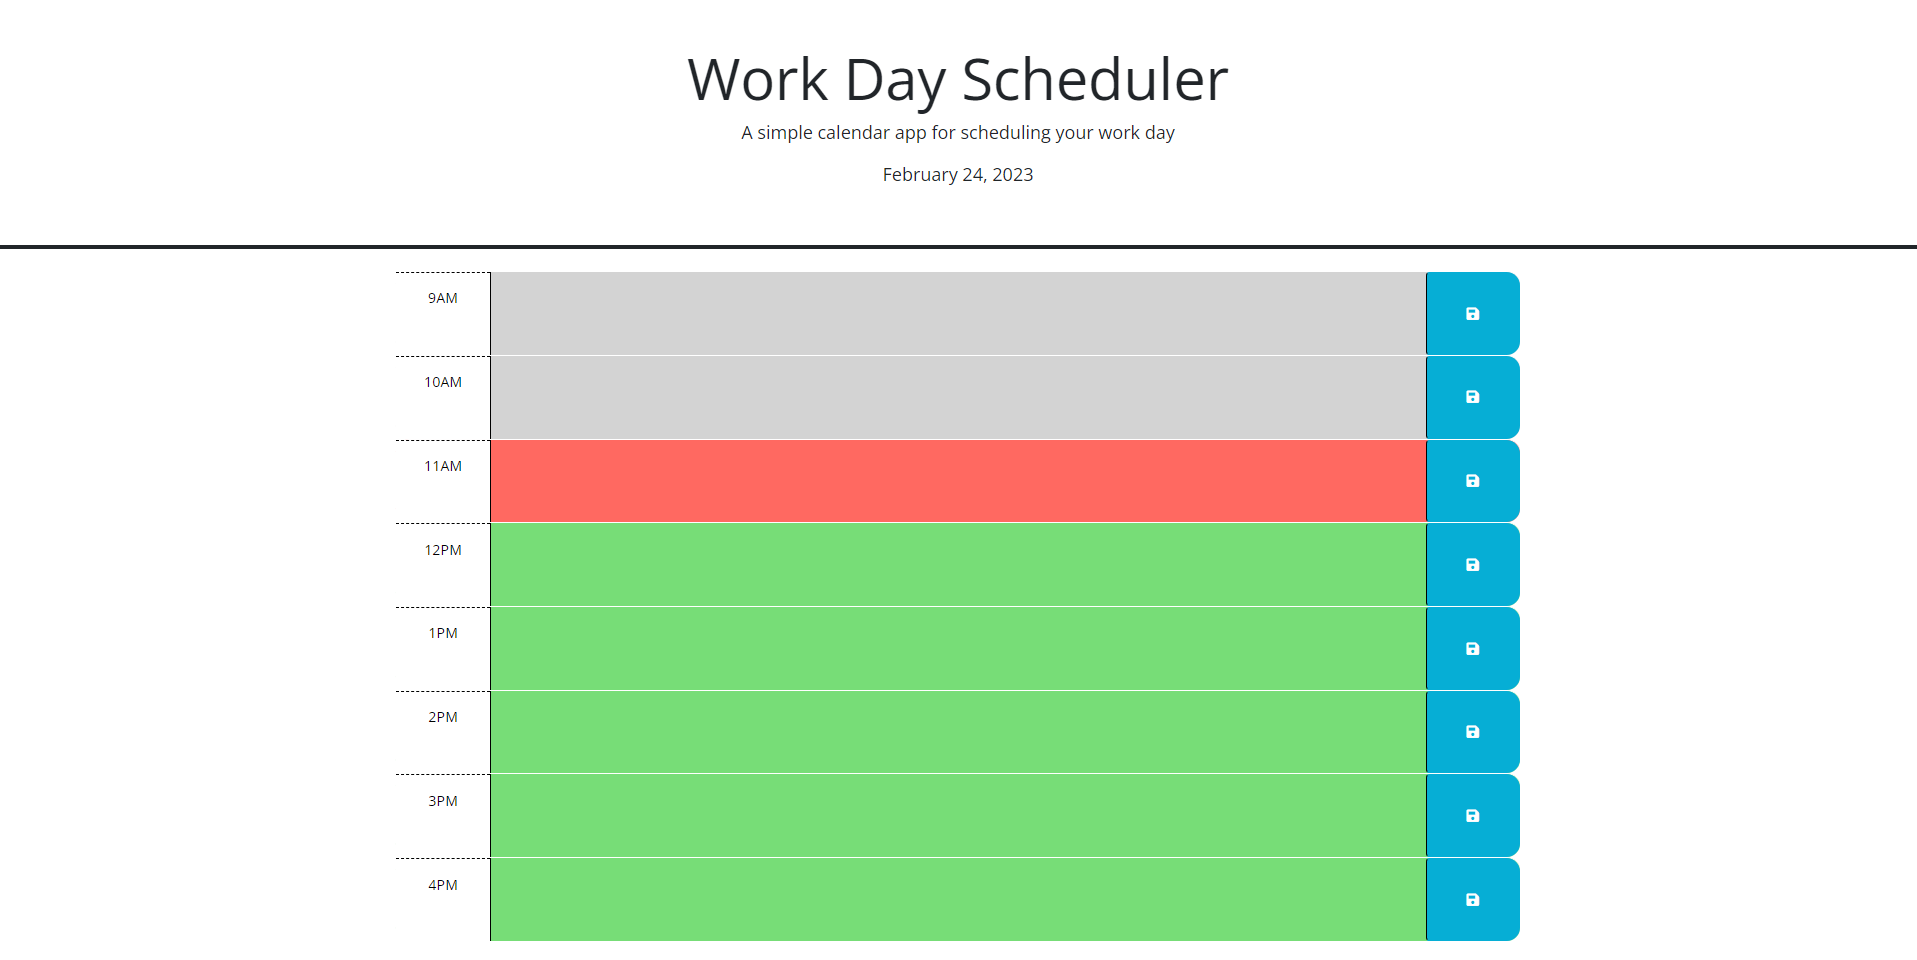 Work Day Scheduler
A simple calendar app for scheduling your work day
February 24, 2023
9AM
10AM
11AM
12PM
1PM
2PM
3PM
4PM